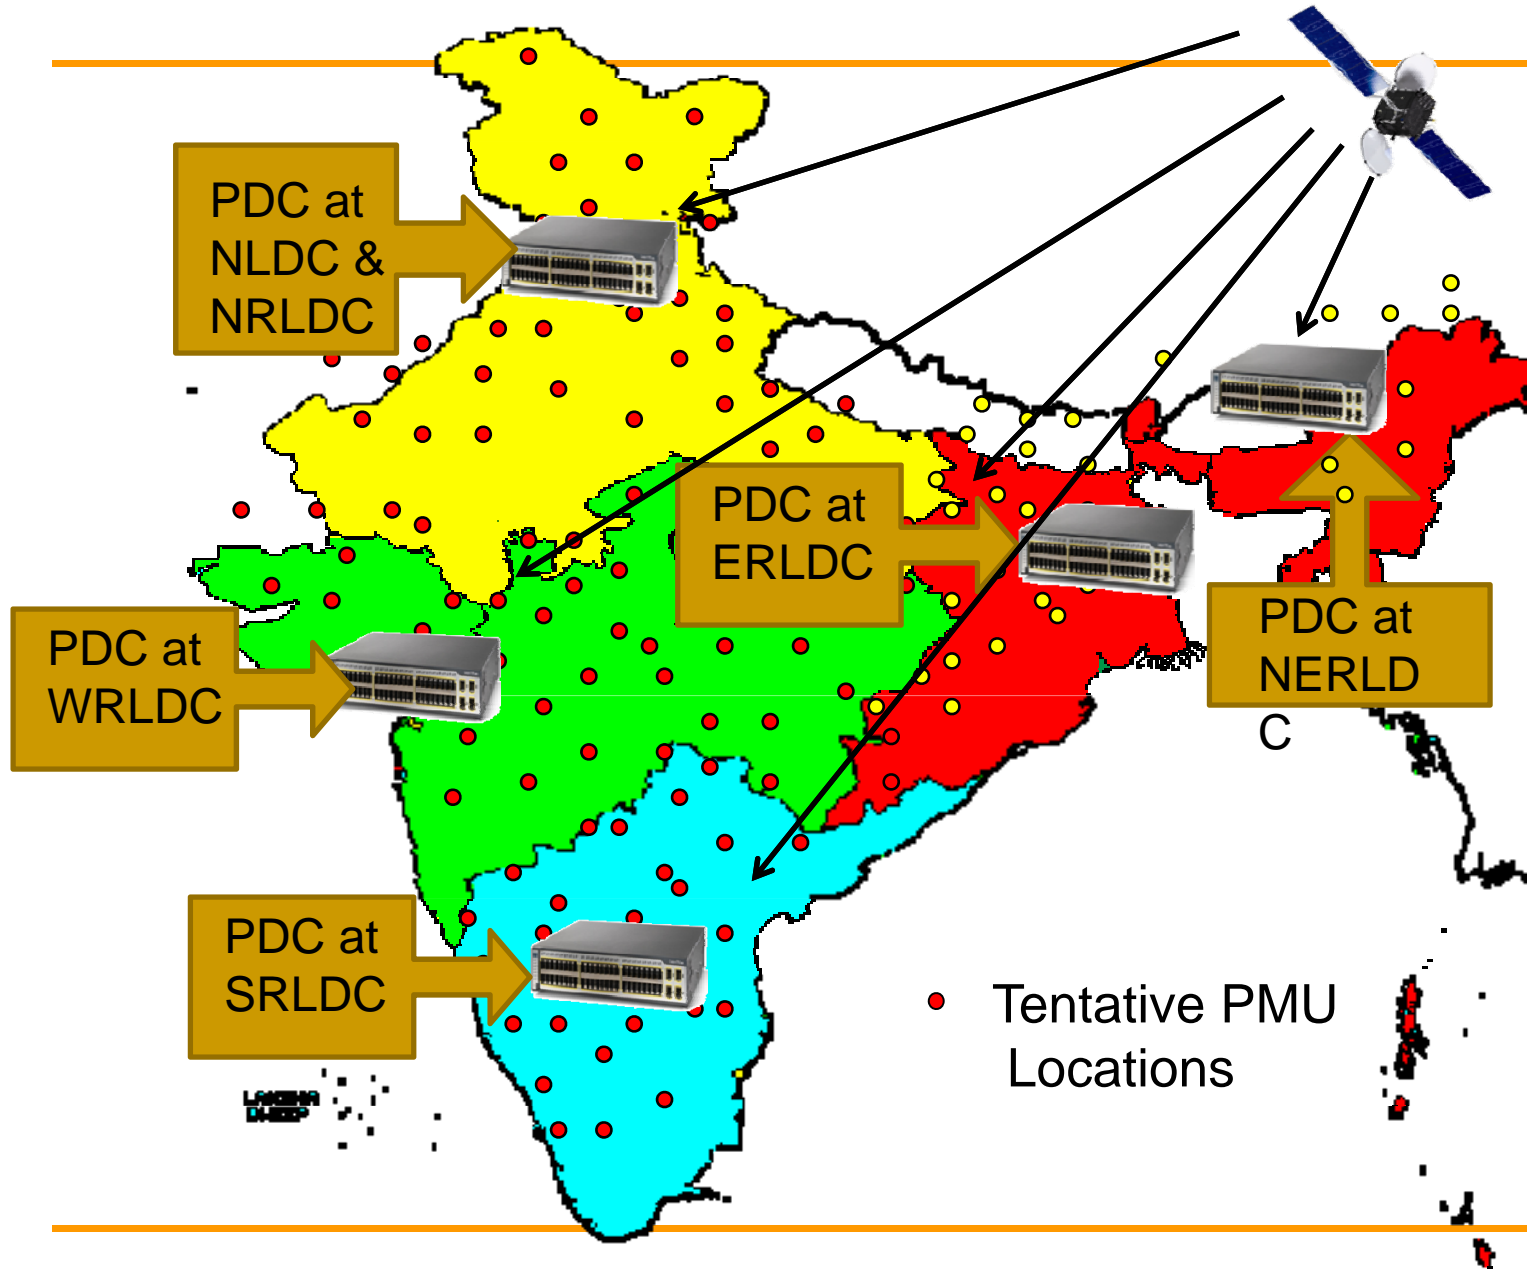 PDC at
NLDC &
NRLDC
PDC at
ERLDC
PDC at
WRLDC
PDC at
NERLD
C
PDC at
SRLDC
Tentative PMU
Locations